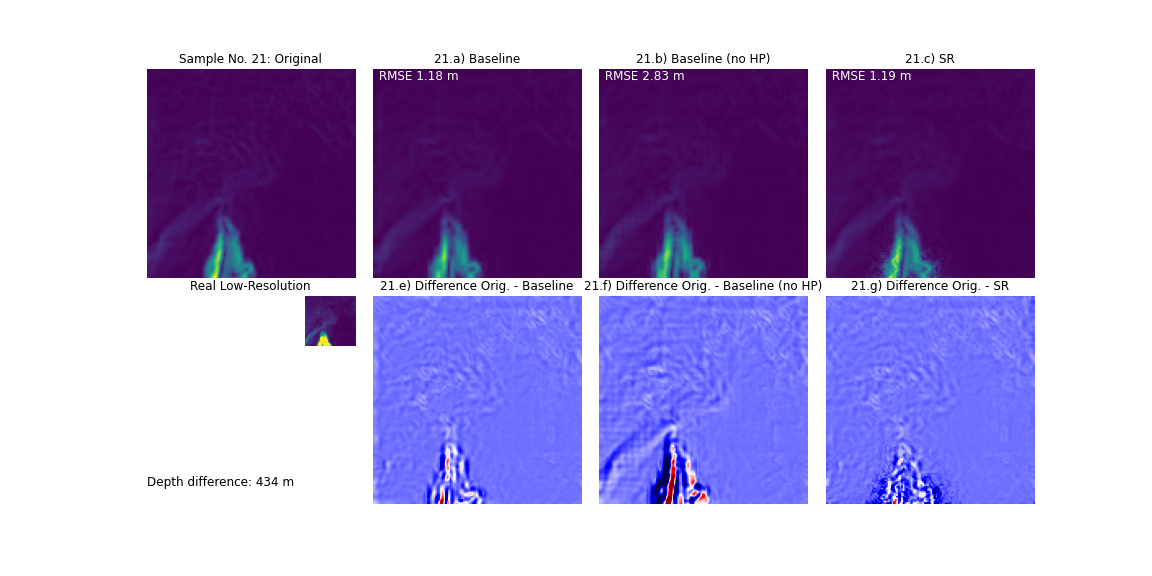 Sample No. 21: Original
21.a) Baseline
21.b) Baseline (no HP)
21.c) SR
RMSE 1.18 m
RMSE 2.83 m
RMSE 1.19 m
Real Low-Resolution
21.e) Difference Orig. - Baseline
21.f) Difference Orig. - Baseline (no HP)
21.g) Difference Orig. - SR
Depth difference: 434 m